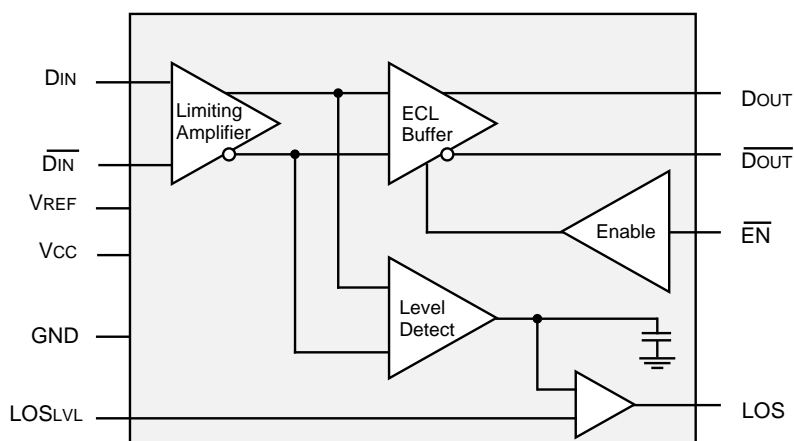 DIN
DIN
VREF
VCC
GND
LOSLVL
Limiting
Amplifier
ECL
Buffer
Enable
Level
Detect
DOUT
DOUT
EN
LOS